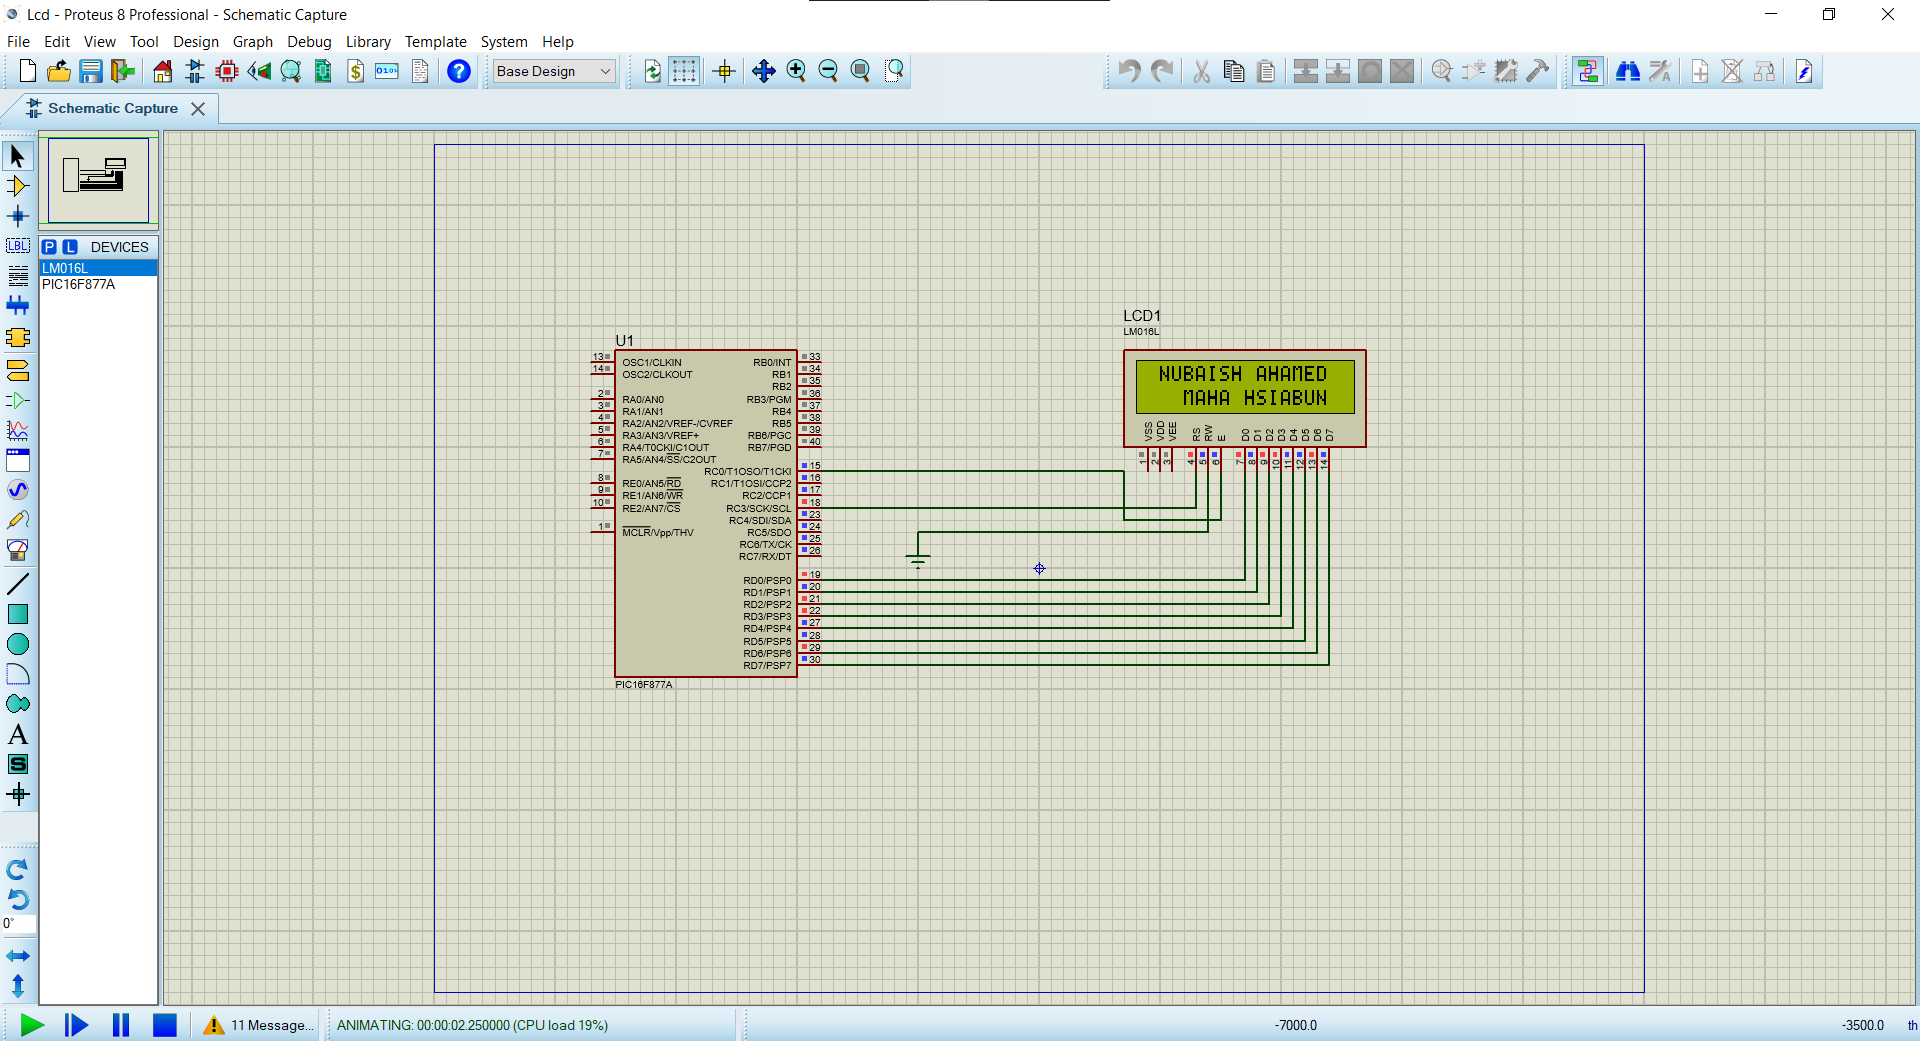 Lcd - Proteus 8 Professional - Schematic Capture
File Edit View Tool Design Graph Debug Library Template System Help
Base Design
Schematic Capture
P L DEVICES
LM016L
PIC16F877A
LBL
A
S
0°
U1
13 OSC1/CLKIN
14 OSC2/CLKOUT
2 RA0/AN0
3 RA1/AN1
4 RA2/AN2/VREF-/CVREF
5 RA3/AN3/VREF+
6 RA4/T0CKI/C1OUT
7 RA5/AN4/SS/C2OUT
8 RE0/AN5/RD
9 RE1/AN6/WR
10 RE2/AN7/CS
1 MCLR/Vpp/THV
RB0/INT 33
RB1 34
RB2 35
RB3/PGM 36
RB4 37
RB5 38
RB6/PGC 39
RB7/PGD 40
RC0/T1OSO/T1CKI 15
RC1/T1OSI/CCP2 16
RC2/CCP1 17
RC3/SCK/SCL 18
RC4/SDI/SDA 23
RC5/SDO 24
RC6/TX/CK 25
RC7/RX/DT 26
RD0/PSP0 19
RD1/PSP1 20
RD2/PSP2 21
RD3/PSP3 22
RD4/PSP4 27
RD5/PSP5 28
RD6/PSP6 29
RD7/PSP7 30
PIC16F877A
LCD1
LM016L
NUBAISH AHAMED
MAHA HSIABUN
VSS VDD VEE RS RW E D0 D1 D2 D3 D4 D5 D6 D7
1 2 3 4 5 6 7 8 9 10 11 12 13 14
11 Message...
ANIMATING: 00:00:02.250000 (CPU load 19%)
-7000.0
-3500.0
th